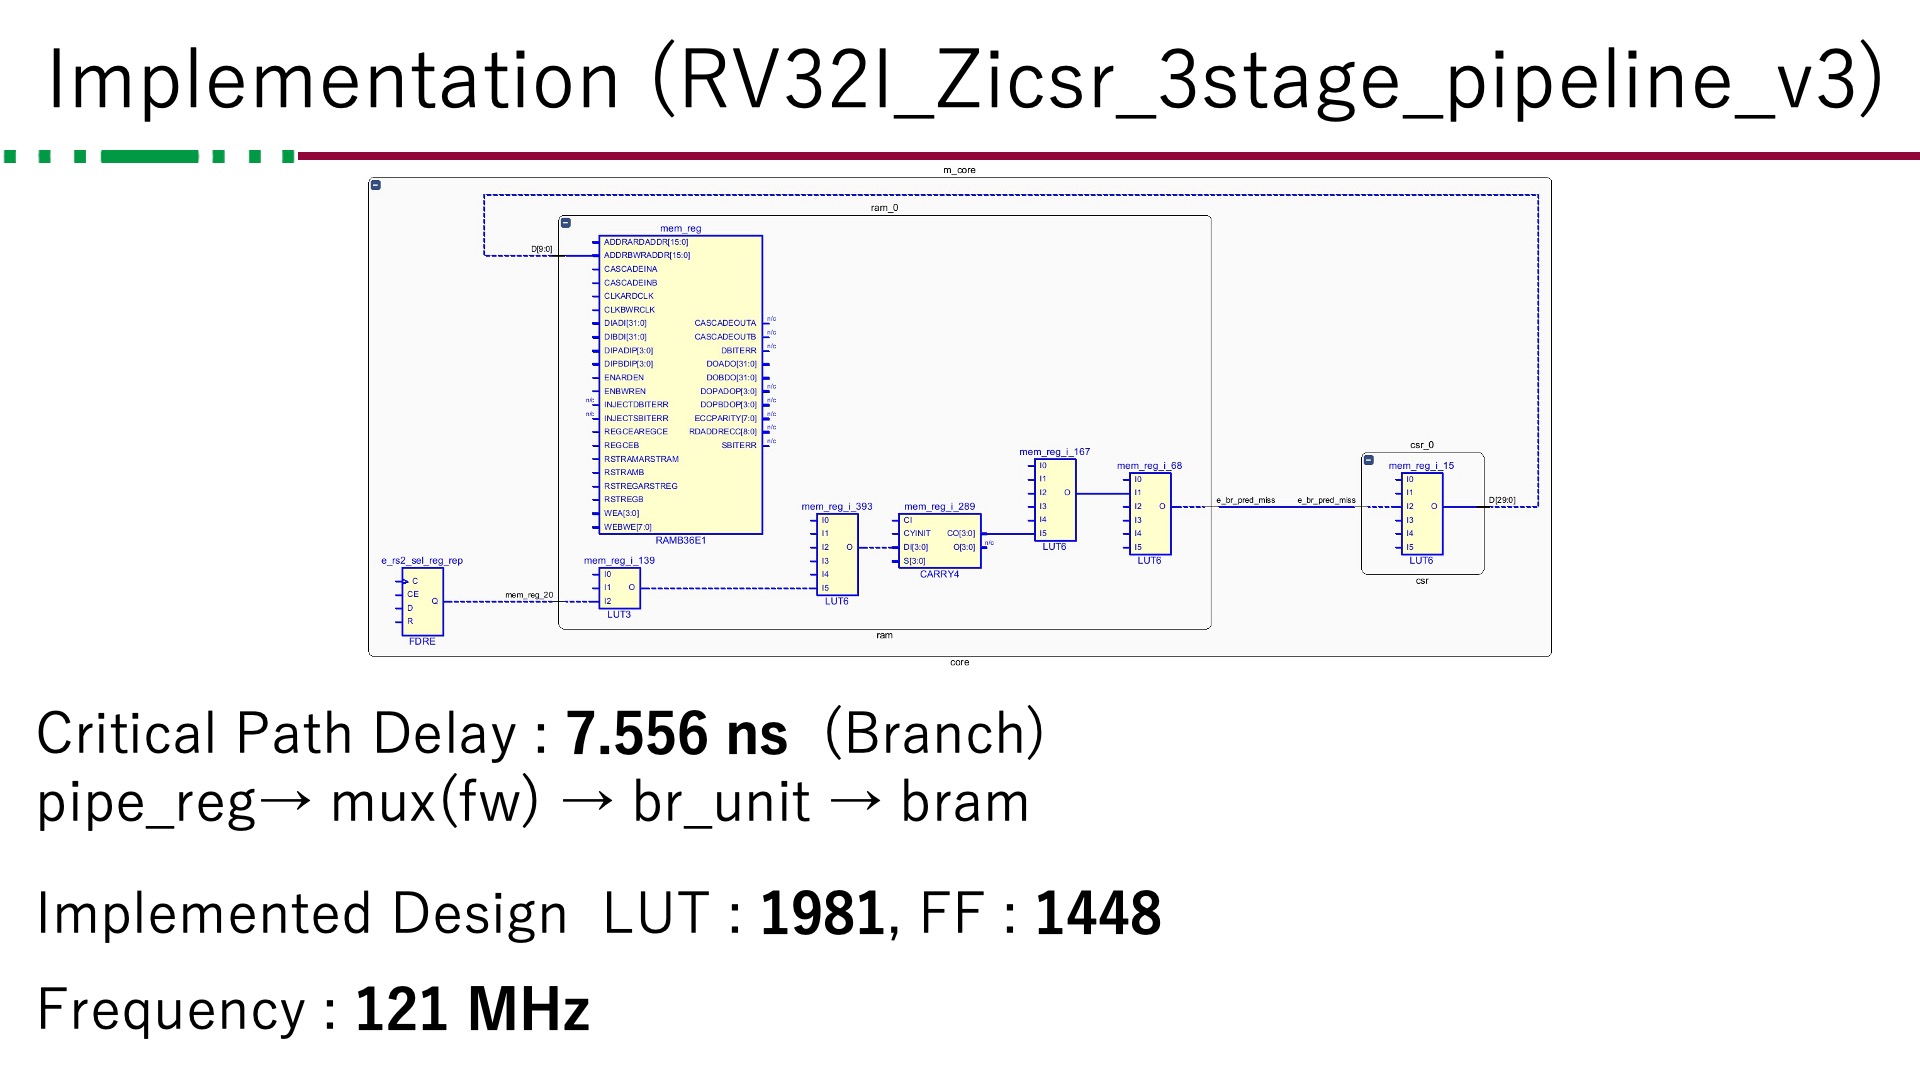 Implementation (RV32I_Zicsr_3stage_pipeline_v3)
m_core
ram_0
mem_reg
ADDRARDADDR[15:0]
D[9:0]
ADDRBWRADDR[15:0]
CASCADEINA
CASCADEINB
CLKARDCLK
CLKBWRCLK
DIADI[31:0] CASCADEOUTA n/c
DIBDI[31:0] CASCADEOUTB n/c
DIPADIP[3:0] DBITERR n/c
DIPBDIP[3:0] DOADO[31:0]
ENARDEN DOBDO[31:0]
ENBWREN DOPADOP[3:0] n/c
n/c INJECTDBITERR DOPBDOP[3:0] n/c
n/c INJECTSBITERR ECCPARITY[7:0] n/c
REGCEAREGCE RDADDRECC[8:0] n/c
REGCEB SBITERR n/c
RSTRAMARSTRAM
RSTRAMB
RSTREGARSTREG
RSTREGB
WEA[3:0]
WEBWE[7:0]
RAMB36E1
e_rs2_sel_reg_rep
C
CE
D Q
R
FDRE
mem_reg_20
mem_reg_i_139
I0
I1 O
I2
LUT3
mem_reg_i_393
I0
I1
I2 O
I3
I4
I5
LUT6
mem_reg_i_289
CI
CYINIT CO[3:0]
DI[3:0] O[3:0] n/c
S[3:0]
CARRY4
mem_reg_i_167
I0
I1
I2 O
I3
I4
I5
LUT6
mem_reg_i_68
I0
I1
I2 O
I3
I4
I5
LUT6
ram
e_br_pred_miss e_br_pred_miss
csr_0
mem_reg_i_15
I0
I1
I2 O
I3
I4
I5
LUT6
csr
D[29:0]
core
Critical Path Delay : 7.556 ns (Branch)
pipe_reg→ mux(fw) → br_unit → bram
Implemented Design LUT : 1981, FF : 1448
Frequency : 121 MHz